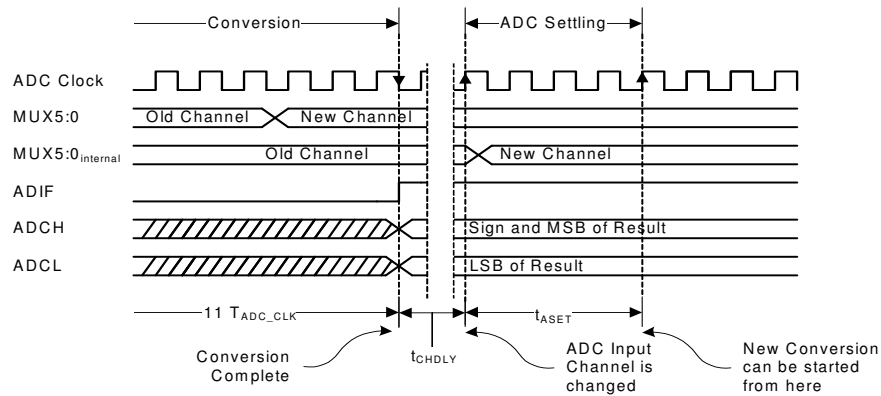 Conversion
ADC Settling
ADC Clock
MUX5:0
Old Channel
New Channel
MUX5:0internal
Old Channel
New Channel
ADIF
ADCH
Sign and MSB of Result
ADCL
LSB of Result
11 TADC_CLK
tCHDLY
tASET
Conversion
Complete
ADC Input
Channel is
changed
New Conversion
can be started
from here